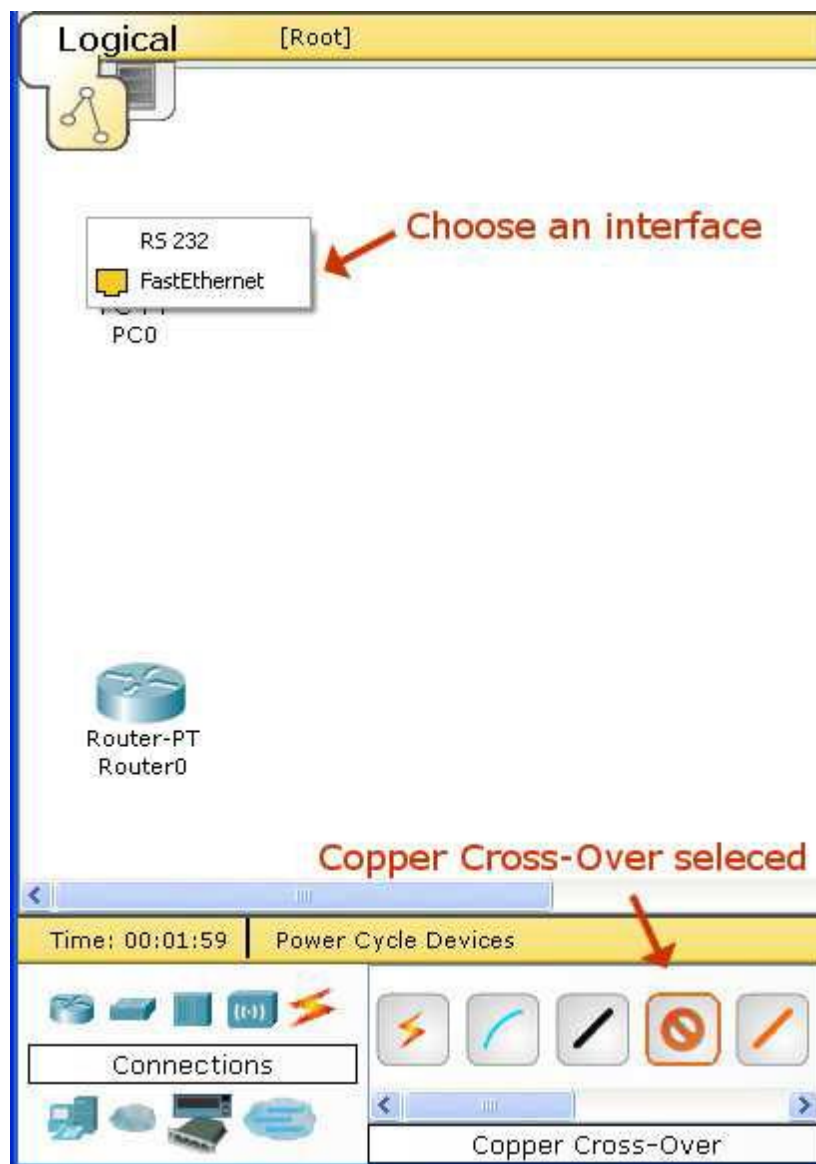 Logical [Root]
Choose an interface
RS 232
FastEthernet
PC0
Router-PT
Router0
Copper Cross-Over seleced
Time: 00:01:59 Power Cycle Devices
Connections
Copper Cross-Over